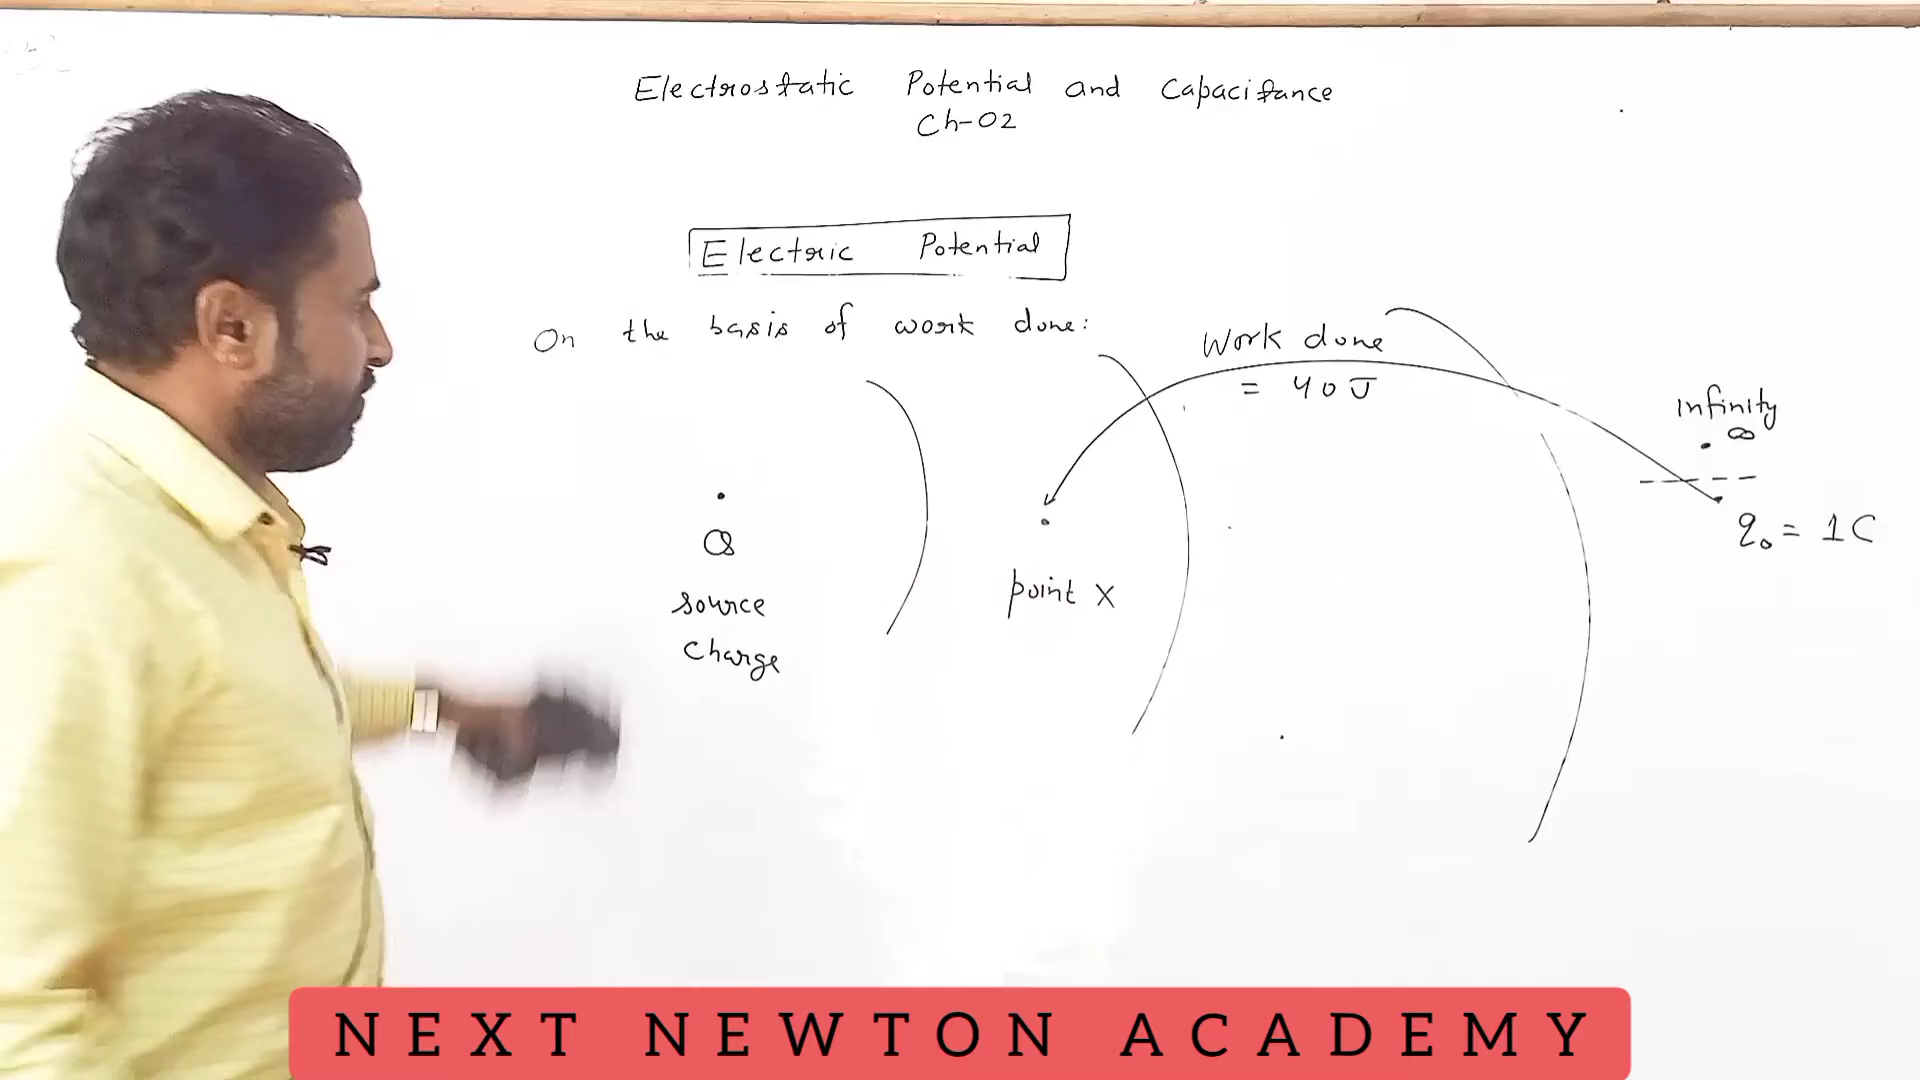 Electrostatic Potential and Capacitance
Ch-02
Electric Potential
On the basis of work done:
Work done
= 40J
infinity
∞
q₀ = 1C
Q
source
charge
point X
NEXT NEWTON ACADEMY